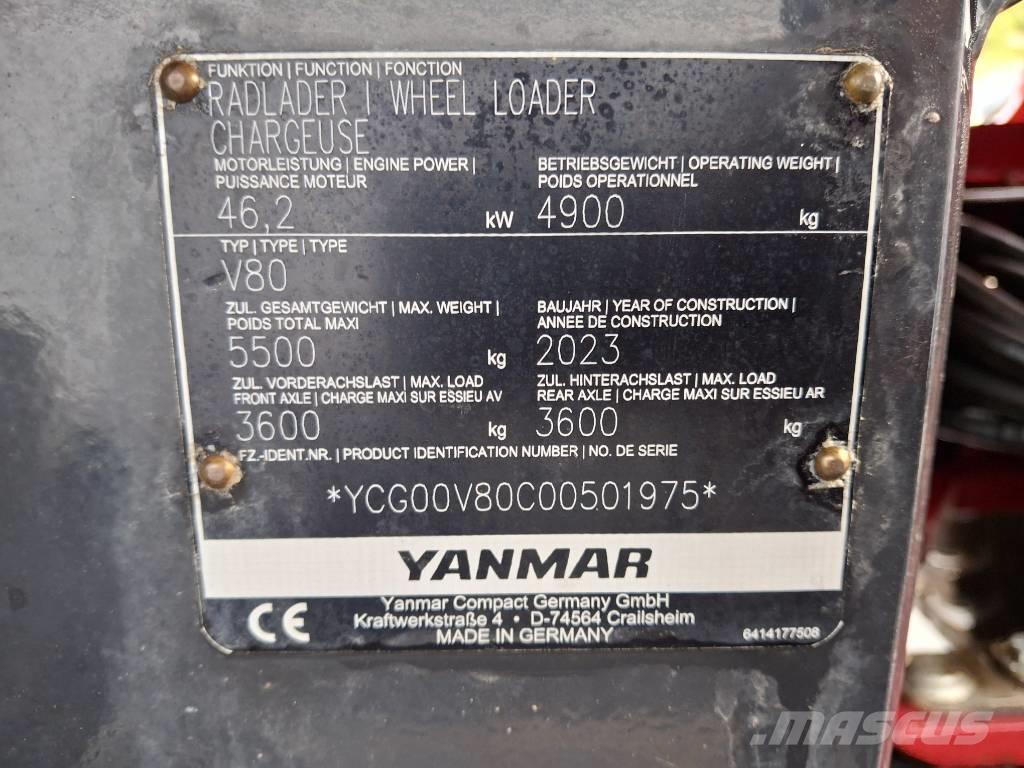 FUNKTION | FUNCTION | FONCTION
RADLADER | WHEEL LOADER
CHARGEUSE
MOTORLEISTUNG | ENGINE POWER |
PUISSANCE MOTEUR
46,2 kW
BETRIEBSGEWICHT | OPERATING WEIGHT |
POIDS OPERATIONNEL
4900 kg
TYP | TYPE | TYPE
V80
ZUL. GESAMTGEWICHT | MAX. WEIGHT |
POIDS TOTAL MAXI
5500 kg
BAUJAHR | YEAR OF CONSTRUCTION |
ANNEE DE CONSTRUCTION
2023
ZUL. VORDERACHSLAST | MAX. LOAD
FRONT AXLE | CHARGE MAXI SUR ESSIEU AV
3600 kg
ZUL. HINTERACHSLAST | MAX. LOAD
REAR AXLE | CHARGE MAXI SUR ESSIEU AR
3600 kg
FZ.-IDENT.NR. | PRODUCT IDENTIFICATION NUMBER | NO. DE SERIE
*YCG00V80C00501975*
YANMAR
CE
Yanmar Compact Germany GmbH
Kraftwerkstraße 4 • D-74564 Crailsheim
MADE IN GERMANY
6414177508
MASCUS